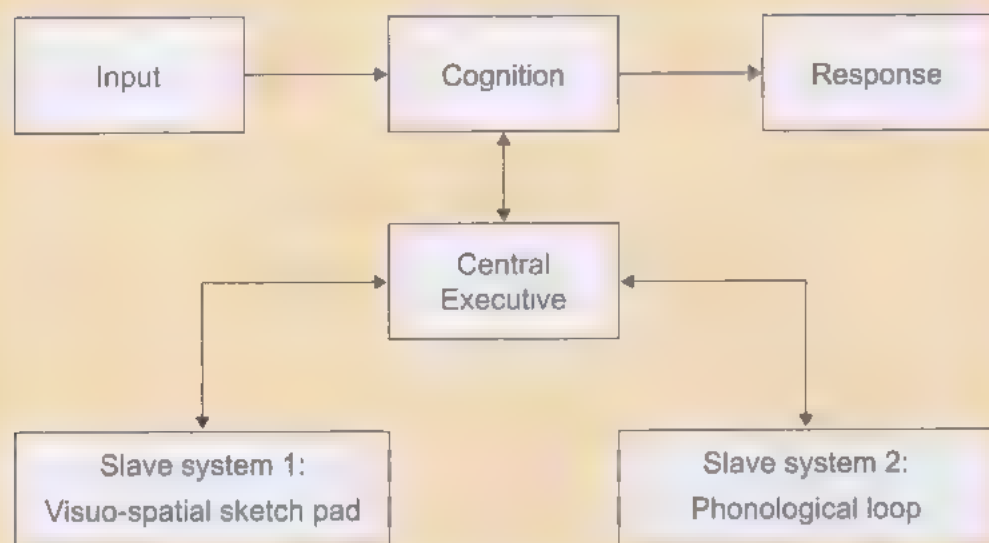 Input
Cognition
Response
Central
Executive
Slave system 1:
Visuo-spatial sketch pad
Slave system 2:
Phonological loop